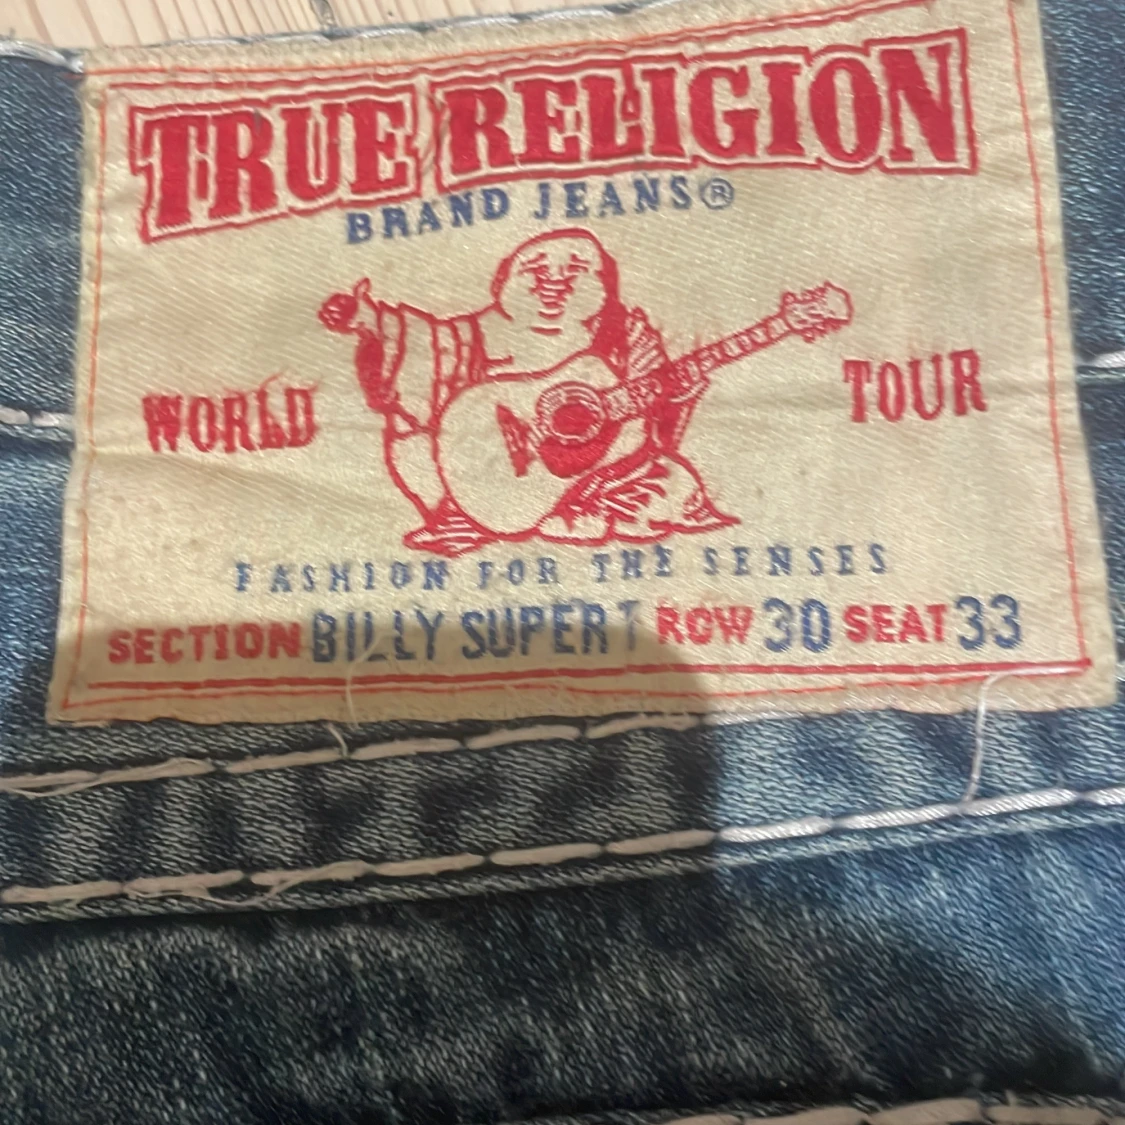 TRUE RELIGION
BRAND JEANS®
WORLD TOUR
FASHION FOR THE SENSES
SECTION BILLY SUPER T ROW 30 SEAT 33